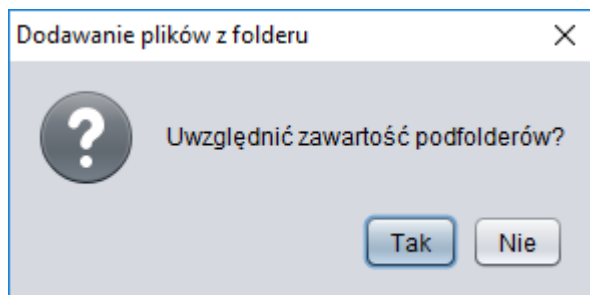 Dodawanie plików z folderu
Uwzględnić zawartość podfolderów?
Tak Nie